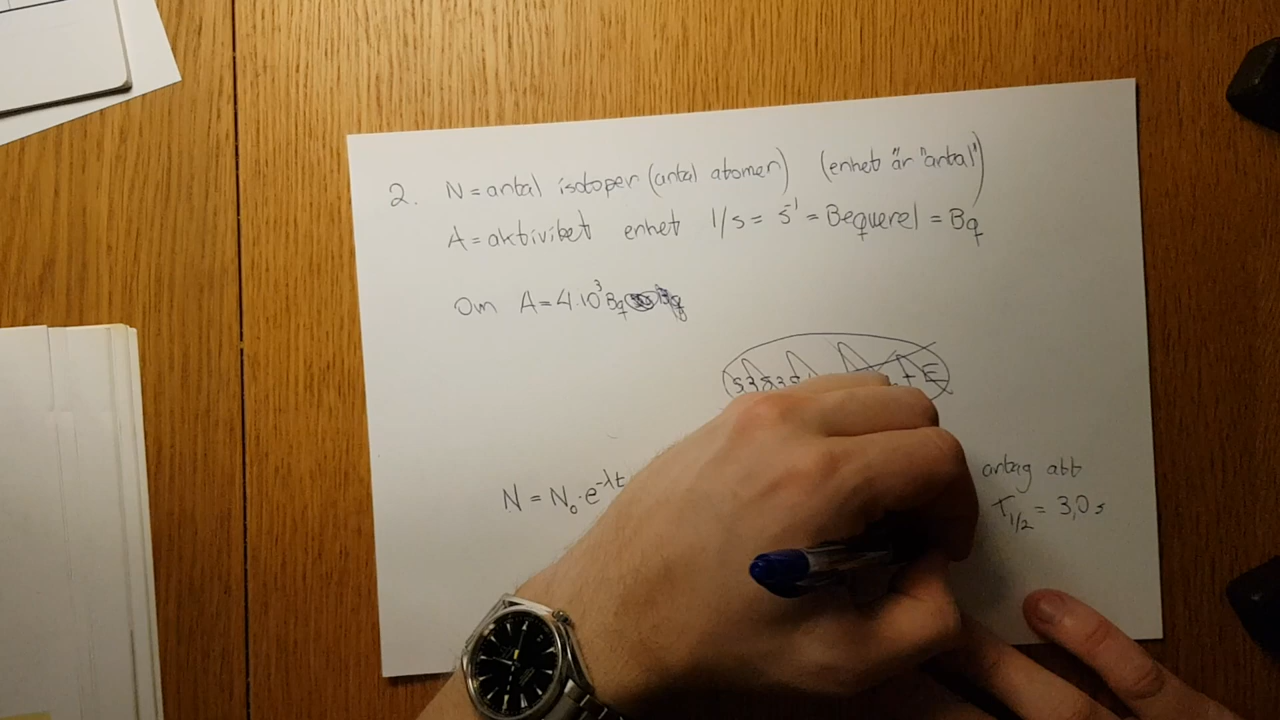 2. N = antal isotoper (antal atomer) (enhet är "antal")
A = aktivitet enhet 1/s = s⁻¹ = Bequerel = Bq
Om A = 4·10³ Bq
N = N₀·e^-λt
antag att
T₁/₂ = 3,0 s